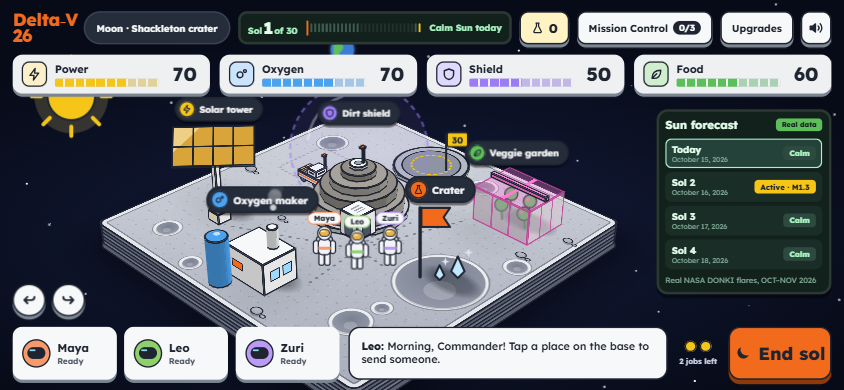 Delta-V
26
Moon · Shackleton crater
Sol 1 of 30
Calm Sun today
0
Mission Control 0/3
Upgrades
Power 70
Oxygen 70
Shield 50
Food 60
Solar tower
Dirt shield
30
Veggie garden
Oxygen maker
Crater
Maya
Leo
Zuri
Sun forecast
Real data
Today
October 15, 2026
Calm
Sol 2
October 16, 2026
Active · M1.3
Sol 3
October 17, 2026
Calm
Sol 4
October 18, 2026
Calm
Real NASA DONKI flares, OCT–NOV 2026
Maya
Ready
Leo
Ready
Zuri
Ready
Leo: Morning, Commander! Tap a place on the base to
send someone.
2 jobs left
End sol